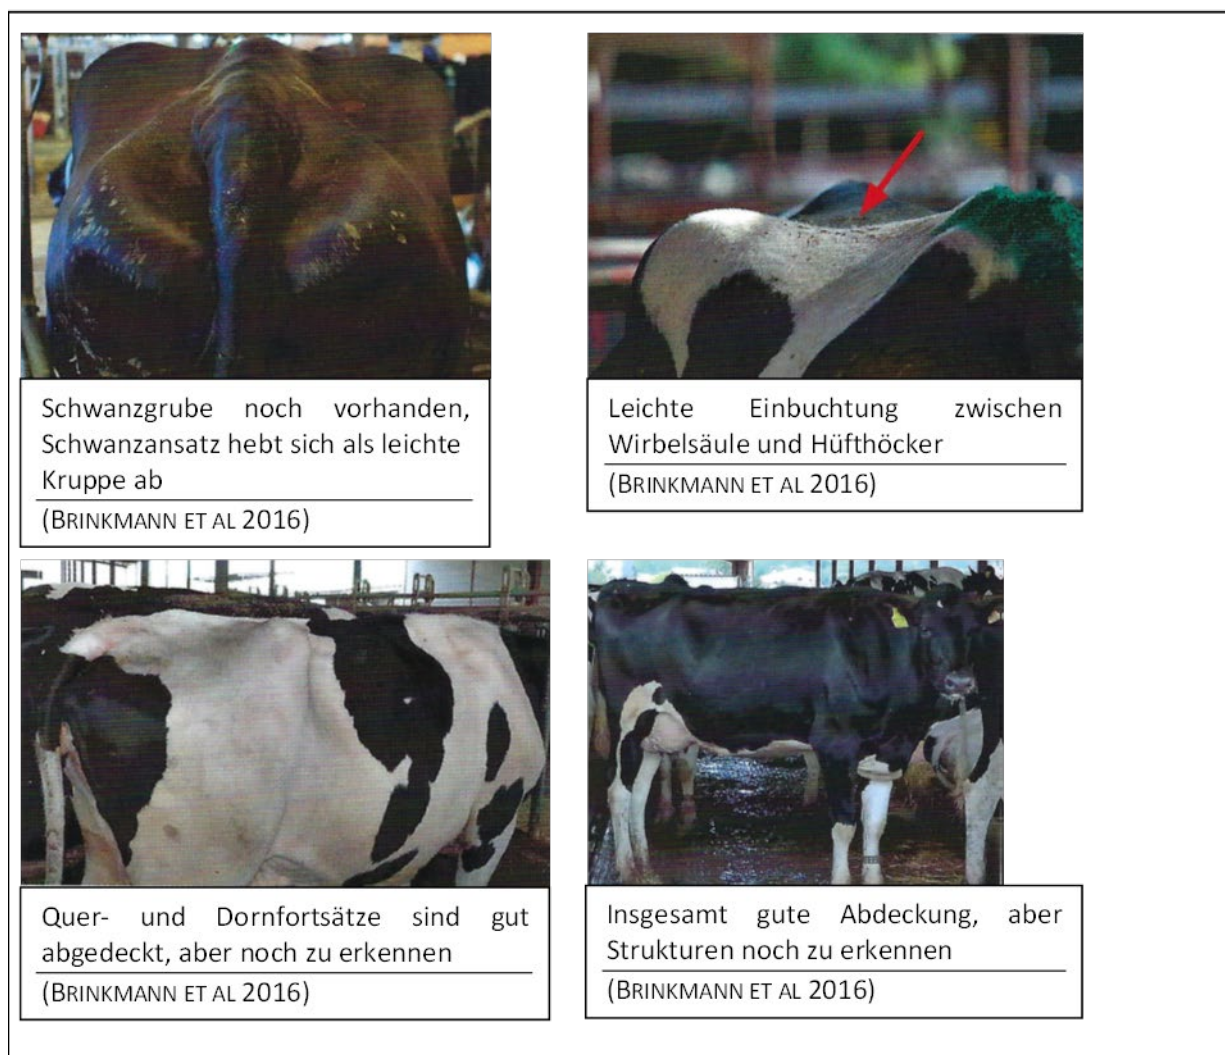 Schwanzgrube noch vorhanden,
Schwanzansatz hebt sich als leichte
Kruppe ab
(BRINKMANN ET AL 2016)
Leichte Einbuchtung zwischen
Wirbelsäule und Hüfthöcker
(BRINKMANN ET AL 2016)
Quer- und Dornfortsätze sind gut
abgedeckt, aber noch zu erkennen
(BRINKMANN ET AL 2016)
Insgesamt gute Abdeckung, aber
Strukturen noch zu erkennen
(BRINKMANN ET AL 2016)